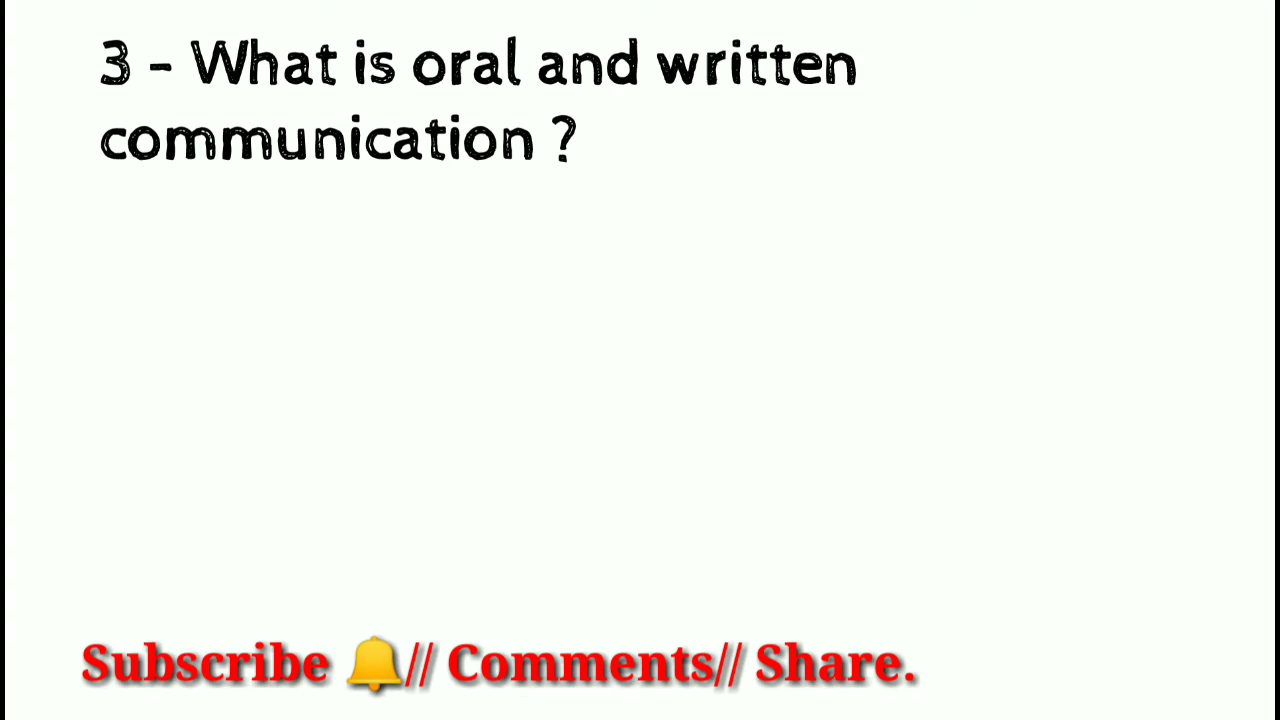 3 - What is oral and written
communication ?
Subscribe 🔔// Comments// Share.